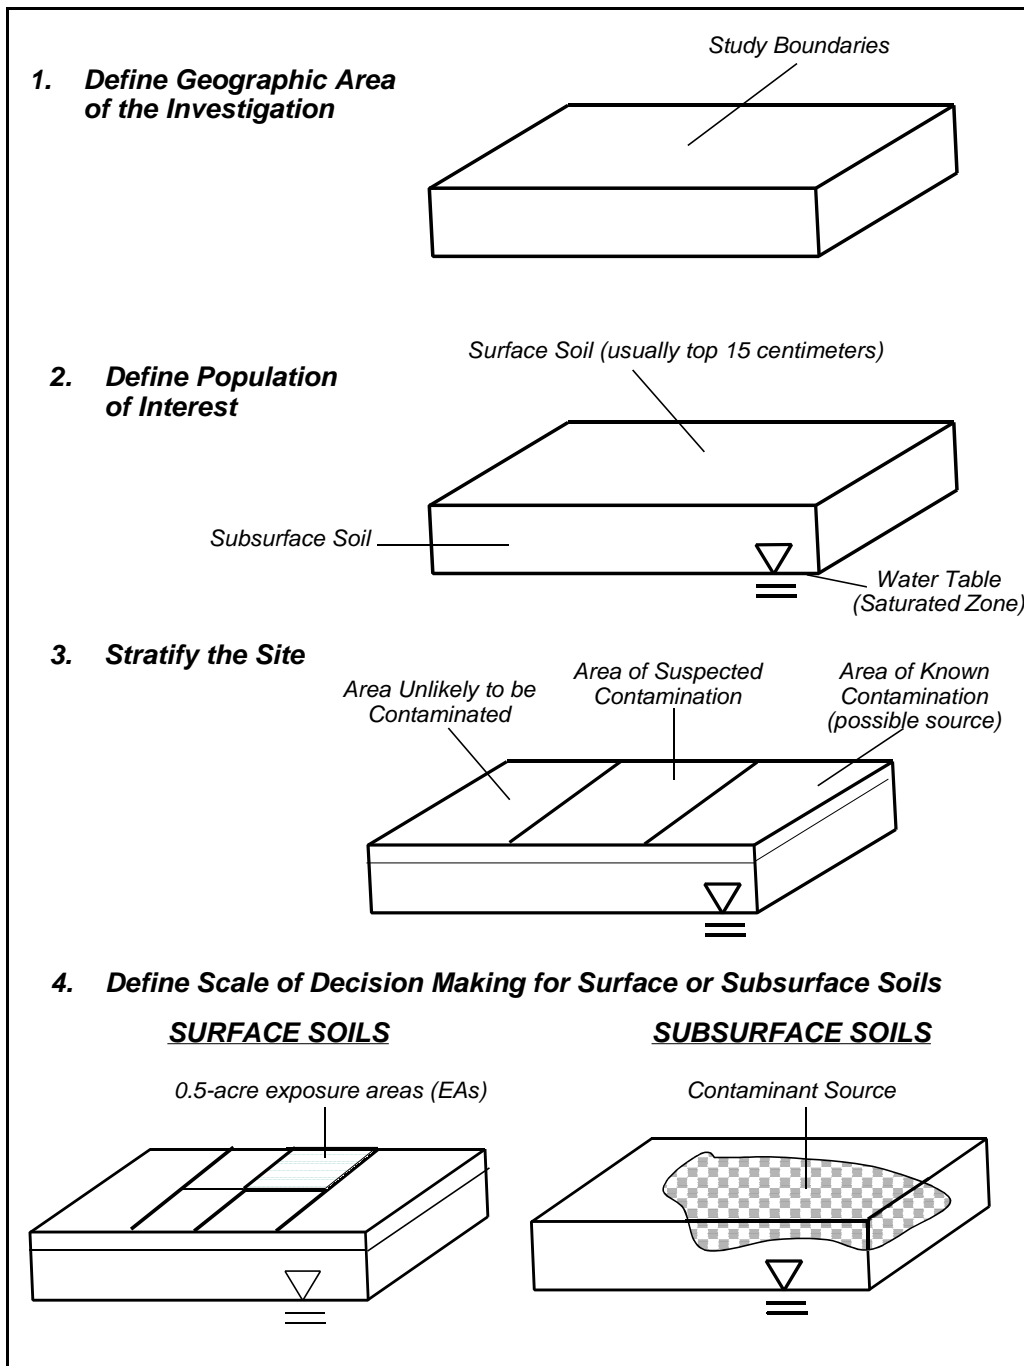 Study Boundaries
1. Define Geographic Area
of the Investigation
Surface Soil (usually top 15 centimeters)
2. Define Population
of Interest
Subsurface Soil
Water Table
(Saturated Zone)
3. Stratify the Site
Area Unlikely to be
Contaminated
Area of Suspected
Contamination
Area of Known
Contamination
(possible source)
4. Define Scale of Decision Making for Surface or Subsurface Soils
SURFACE SOILS
SUBSURFACE SOILS
0.5-acre exposure areas (EAs)
Contaminant Source